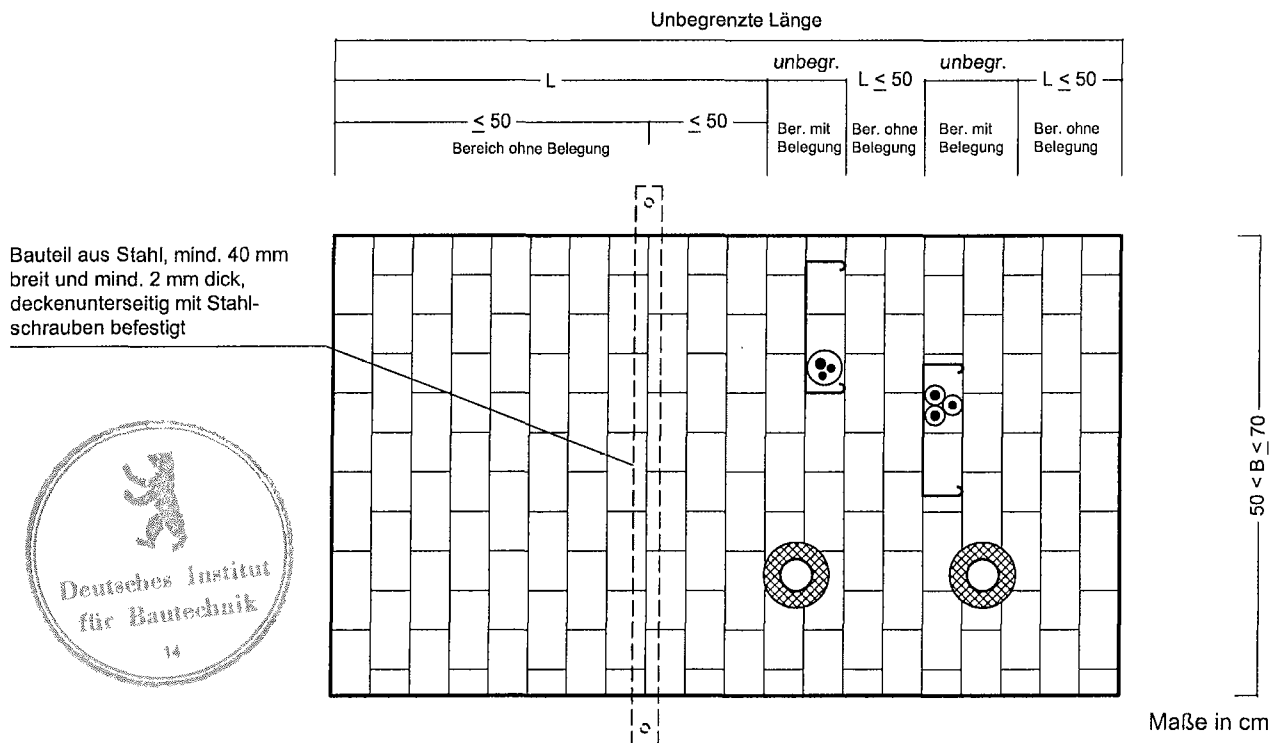 Unbegrenzte Länge
unbegr.
unbegr.
L
L ≤ 50
L ≤ 50
≤ 50
≤ 50
Bereich ohne Belegung
Ber. mit
Belegung
Ber. ohne
Belegung
Ber. mit
Belegung
Ber. ohne
Belegung
Bauteil aus Stahl, mind. 40 mm
breit und mind. 2 mm dick,
deckenunterseitig mit Stahl-
schrauben befestigt
50 < B ≤ 70
Deutsches Institut
für Bautechnik
14
Maße in cm